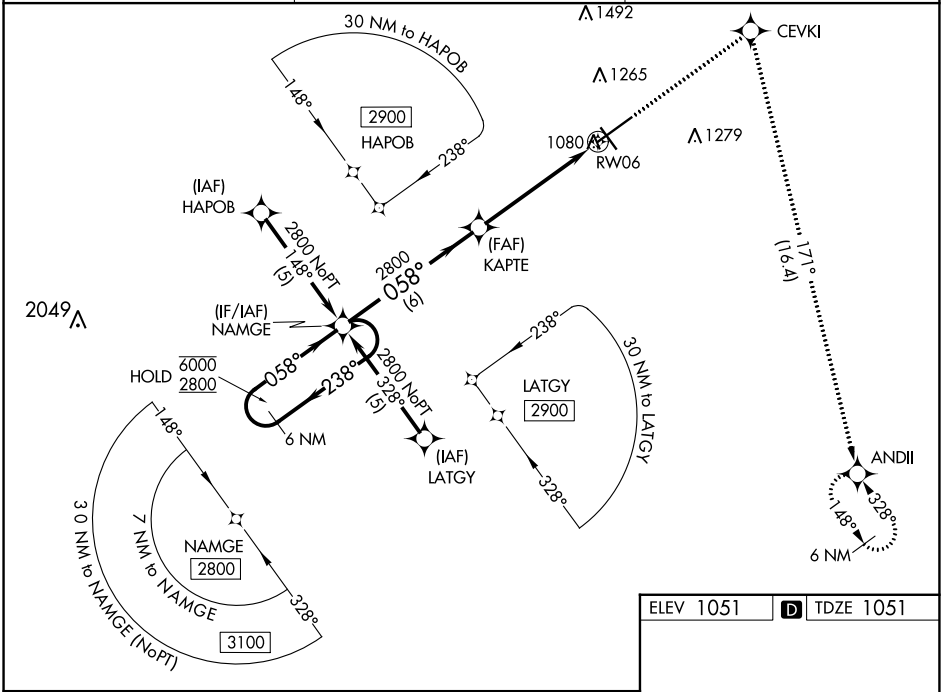 1492
CEVKI
30 NM to HAPOB
148°
2900
HAPOB
238°
1265
1279
1080
RW06
(IAF)
HAPOB
2800 NoPT
148°
(5)
(FAF)
KAPTE
2800
058°
(6)
171°
(16.4)
2049
(IF/IAF)
NAMGE
HOLD
6000
2800
058°
238°
6 NM
2800 NoPT
328°
(5)
(IAF)
LATGY
238°
LATGY
2900
30 NM to LATGY
328°
ANDII
148°
328°
6 NM
148°
NAMGE
2800
7 NM to NAMGE
328°
3100
30 NM to NAMGE (NoPT)
ELEV 1051 D TDZE 1051